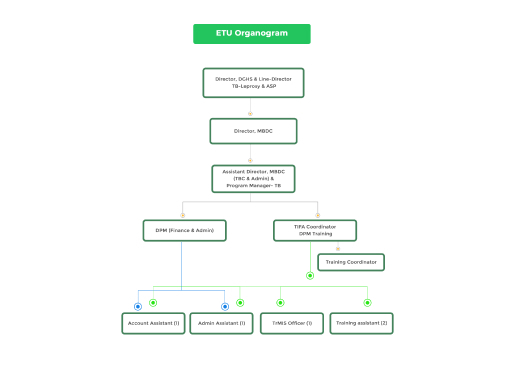 ETU Organogram
Director, DGHS & Line-Director
TB-Leprosy & ASP
Director, MBDC
Assistant Director, MBDC
(TBC & Admin) &
Program Manager- TB
DPM (Finance & Admin)
TIFA Coordinator
DPM Training
Training Coordinator
Account Assistant (1)
Admin Assistant (1)
TrMIS Officer (1)
Training assistant (2)